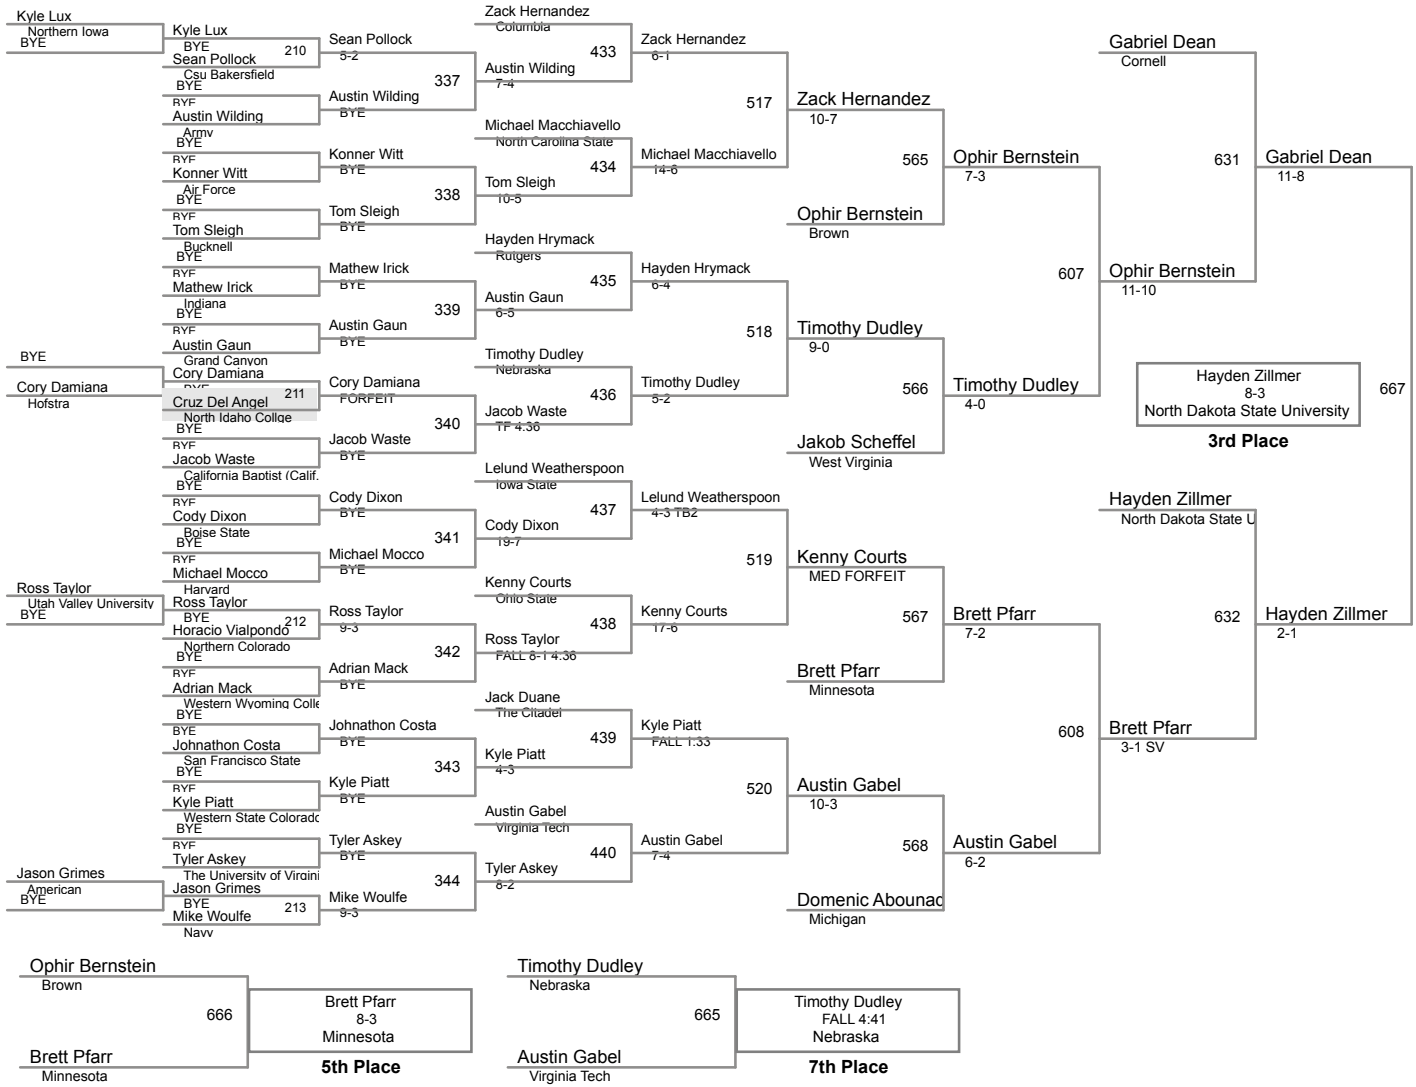 Kyle Lux
Northern Iowa
BYE
BYE
Cory Damiana
Hofstra
Ross Taylor
Utah Valley University
BYE
Jason Grimes
American
BYE
Kyle Lux
BYE
210
Sean Pollock
Csu Bakersfield
BYE
BYE
Austin Wilding
Army
BYE
BYE
Konner Witt
Air Force
BYE
BYE
Tom Sleigh
Bucknell
BYE
BYE
Mathew Irick
Indiana
BYE
BYE
Austin Gaun
Grand Canyon
Cory Damiana
BYE
211
Cruz Del Angel
North Idaho Collge
BYE
BYE
Jacob Waste
California Baptist (Calif.
BYE
BYE
Cody Dixon
Boise State
BYE
BYE
Michael Mocco
Harvard
Ross Taylor
BYE
212
Horacio Vialpondo
Northern Colorado
BYE
BYE
Adrian Mack
Western Wyoming Colle
BYE
BYE
Johnathon Costa
San Francisco State
BYE
BYE
Kyle Piatt
Western State Colorado
BYE
BYE
Tyler Askey
The University of Virgini
Jason Grimes
BYE
213
Mike Woulfe
Navy
Sean Pollock
5-2
337
Austin Wilding
BYE
Konner Witt
BYE
338
Tom Sleigh
BYE
Mathew Irick
BYE
339
Austin Gaun
BYE
Cory Damiana
FORFEIT
340
Jacob Waste
BYE
Cody Dixon
BYE
341
Michael Mocco
BYE
Ross Taylor
9-3
342
Adrian Mack
BYE
Johnathon Costa
BYE
343
Kyle Piatt
BYE
Tyler Askey
BYE
344
Mike Woulfe
9-3
Zack Hernandez
Columbia
433
Austin Wilding
7-4
Michael Macchiavello
North Carolina State
434
Tom Sleigh
10-5
Hayden Hrymack
Rutgers
435
Austin Gaun
6-5
Timothy Dudley
Nebraska
436
Jacob Waste
TF 4:36
Lelund Weatherspoon
Iowa State
437
Cody Dixon
19-7
Kenny Courts
Ohio State
438
Ross Taylor
FALL 8-1 4:36
Jack Duane
The Citadel
439
Kyle Piatt
4-3
Austin Gabel
Virginia Tech
440
Tyler Askey
8-2
Zack Hernandez
6-1
517
Michael Macchiavello
14-6
Hayden Hrymack
6-4
518
Timothy Dudley
5-2
Lelund Weatherspoon
4-3 TB2
519
Kenny Courts
17-6
Kyle Piatt
FALL 1:33
520
Austin Gabel
7-4
Zack Hernandez
10-7
565
Ophir Bernstein
Brown
Timothy Dudley
9-0
566
Jakob Scheffel
West Virginia
Kenny Courts
MED FORFEIT
567
Brett Pfarr
Minnesota
Austin Gabel
10-3
568
Domenic Abounad
Michigan
Ophir Bernstein
7-3
607
Timothy Dudley
4-0
Brett Pfarr
7-2
608
Austin Gabel
6-2
Gabriel Dean
Cornell
631
Ophir Bernstein
11-10
Hayden Zillmer
North Dakota State U
632
Brett Pfarr
3-1 SV
Gabriel Dean
11-8
667
Hayden Zillmer
2-1
Hayden Zillmer
8-3
North Dakota State University
3rd Place
Ophir Bernstein
Brown
666
Brett Pfarr
Minnesota
Brett Pfarr
8-3
Minnesota
5th Place
Timothy Dudley
Nebraska
665
Austin Gabel
Virginia Tech
Timothy Dudley
FALL 4:41
Nebraska
7th Place